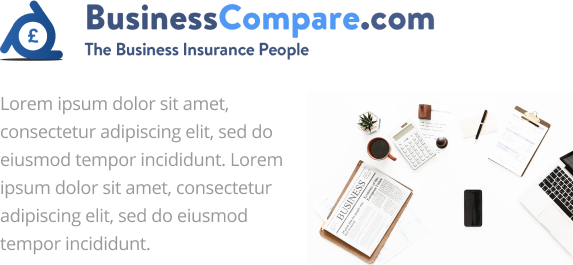 £
BusinessCompare.com
The Business Insurance People
Lorem ipsum dolor sit amet,
consectetur adipiscing elit, sed do
eiusmod tempor incididunt. Lorem
ipsum dolor sit amet, consectetur
adipiscing elit, sed do eiusmod
tempor incididunt.
BUSINESS